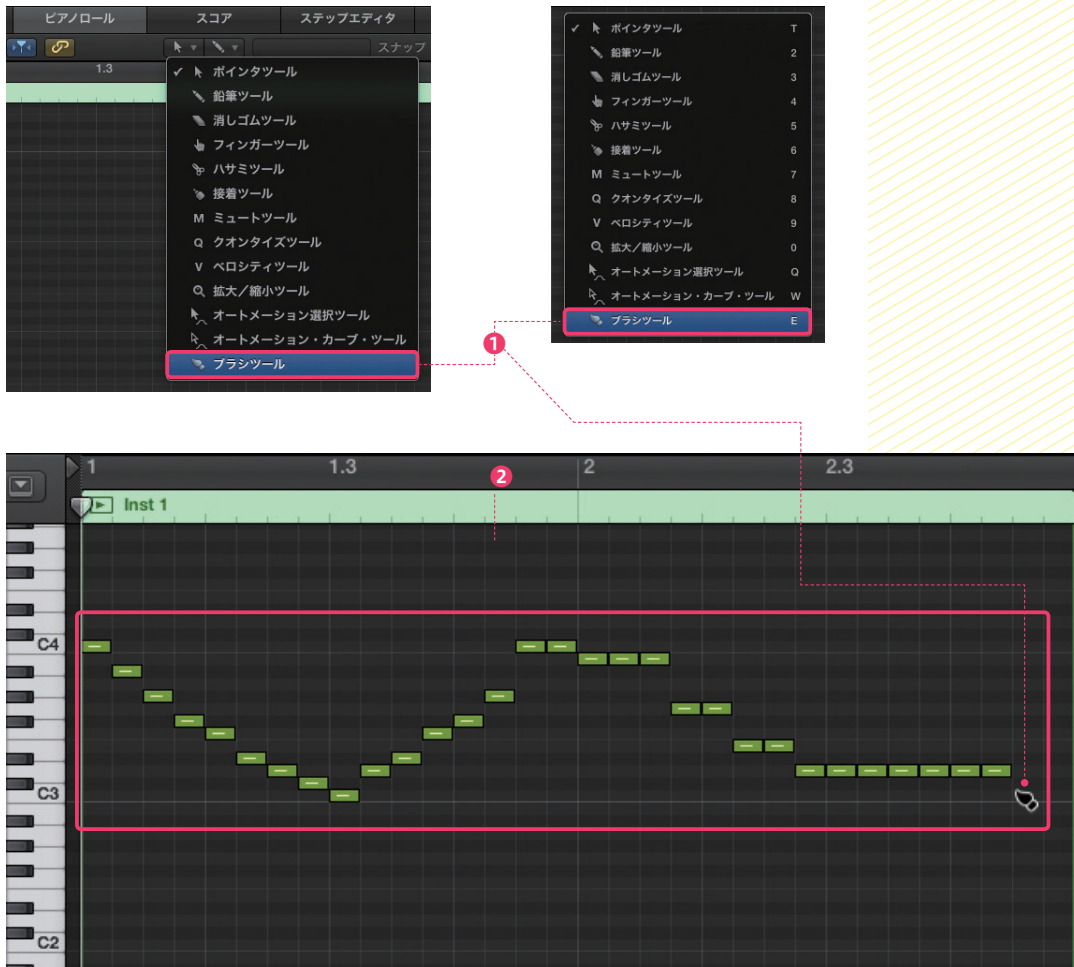 ピアノロール
スコア
ステップエディタ
スナップ
1.3
✓ ポインタツール
鉛筆ツール
消しゴムツール
フィンガーツール
ハサミツール
接着ツール
M ミュートツール
Q クオンタイズツール
V ベロシティツール
拡大／縮小ツール
オートメーション選択ツール
オートメーション・カーブ・ツール
ブラシツール
✓ ポインタツール T
鉛筆ツール 2
消しゴムツール 3
フィンガーツール 4
ハサミツール 5
接着ツール 6
M ミュートツール 7
Q クオンタイズツール 8
V ベロシティツール 9
拡大／縮小ツール 0
オートメーション選択ツール Q
オートメーション・カーブ・ツール W
ブラシツール E
1
1 1.3 2 2.3
2
Inst 1
C4
C3
C2